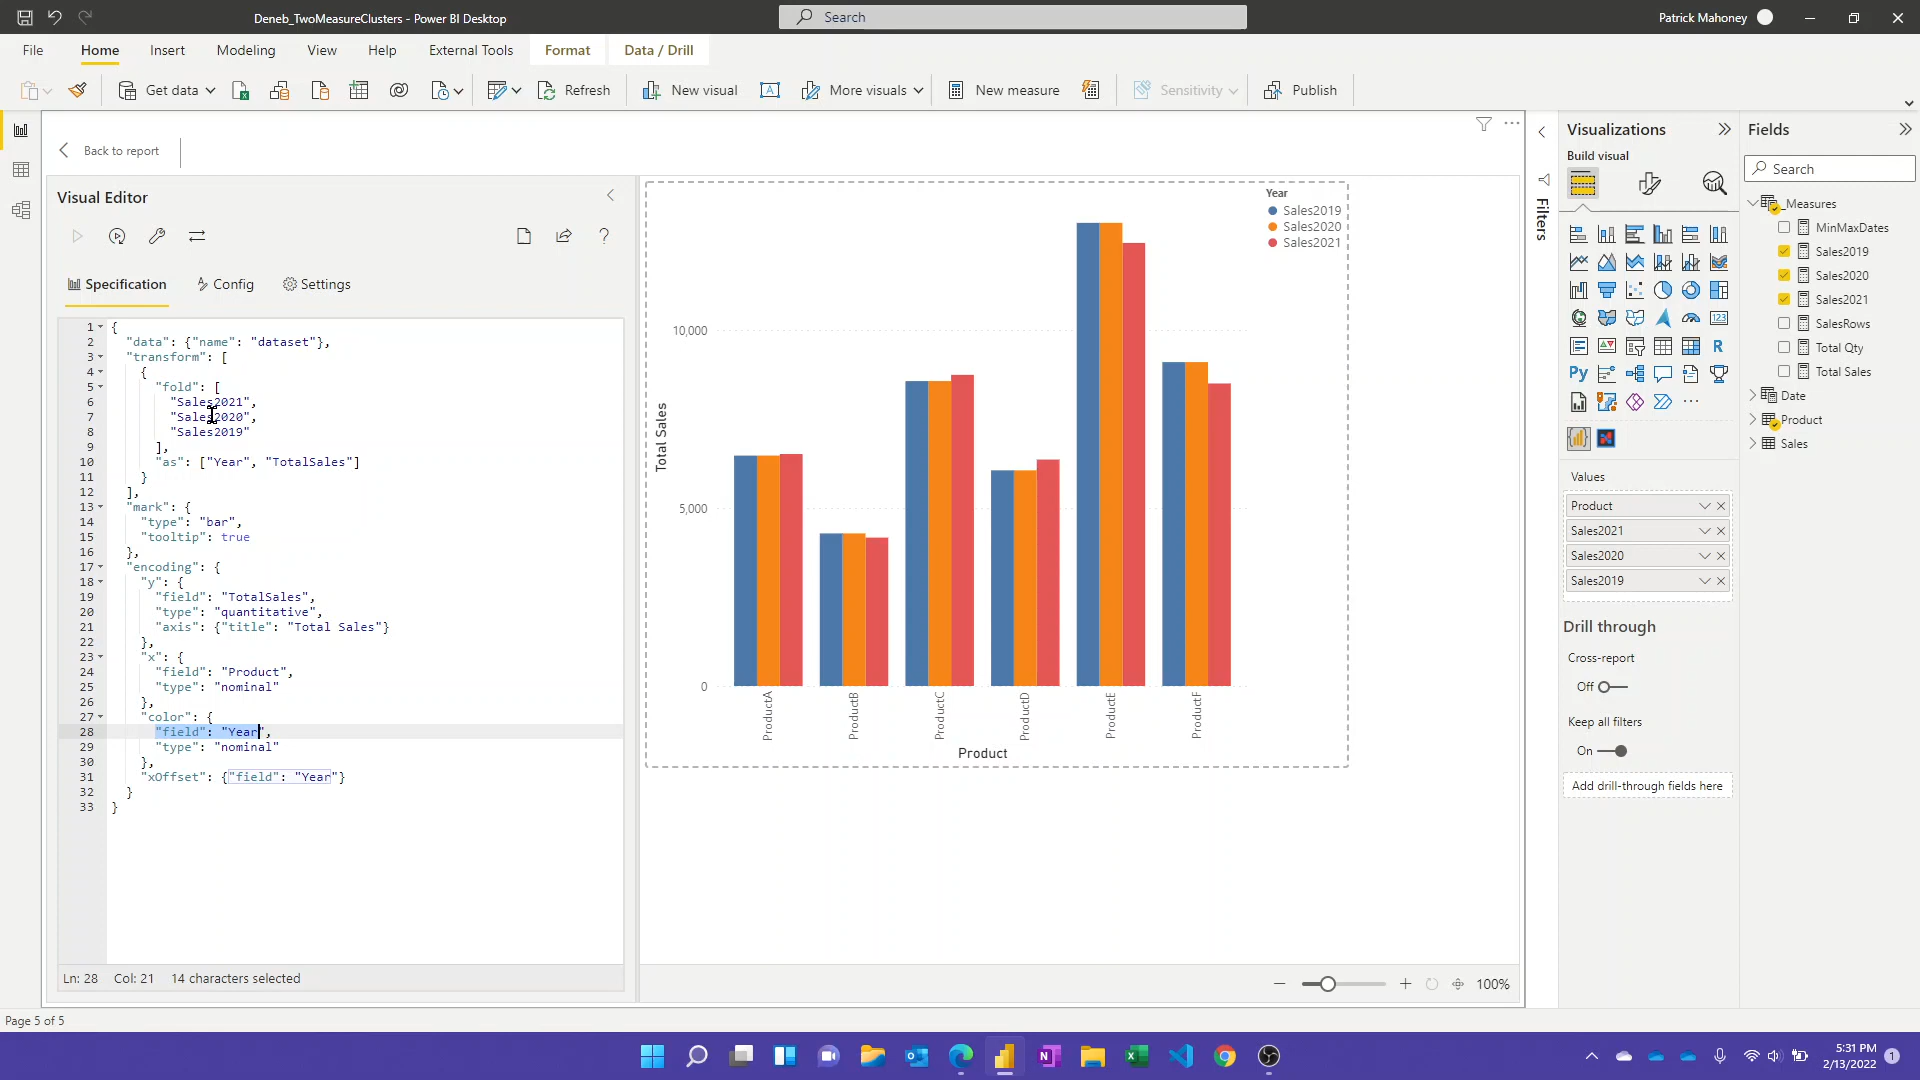 Deneb_TwoMeasureClusters - Power BI Desktop
Search
Patrick Mahoney
File
Home
Insert
Modeling
View
Help
External Tools
Format
Data / Drill
Get data
Refresh
New visual
More visuals
New measure
Sensitivity
Publish
Back to report
Visual Editor
Specification
Config
Settings
1 {
2 "data": {"name": "dataset"},
3 "transform": [
4 {
5 "fold": [
6 "Sales2021",
7 "Sales2020",
8 "Sales2019"
9 ],
10 "as": ["Year", "TotalSales"]
11 }
12 ],
13 "mark": {
14 "type": "bar",
15 "tooltip": true
16 },
17 "encoding": {
18 "y": {
19 "field": "TotalSales",
20 "type": "quantitative",
21 "axis": {"title": "Total Sales"}
22 },
23 "x": {
24 "field": "Product",
25 "type": "nominal"
26 },
27 "color": {
28 "field": "Year",
29 "type": "nominal"
30 },
31 "xOffset": {"field": "Year"}
32 }
33 }
Ln: 28 Col: 21 14 characters selected
Year
Sales2019
Sales2020
Sales2021
Total Sales
10,000
5,000
0
ProductA
ProductB
ProductC
ProductD
ProductE
ProductF
Product
100%
Filters
Visualizations
Build visual
123
R
Py
Values
Product
Sales2021
Sales2020
Sales2019
Drill through
Cross-report
Off
Keep all filters
On
Add drill-through fields here
Fields
Search
_Measures
MinMaxDates
Sales2019
Sales2020
Sales2021
SalesRows
Total Qty
Total Sales
Date
Product
Sales
Page 5 of 5
5:31 PM
2/13/2022
1